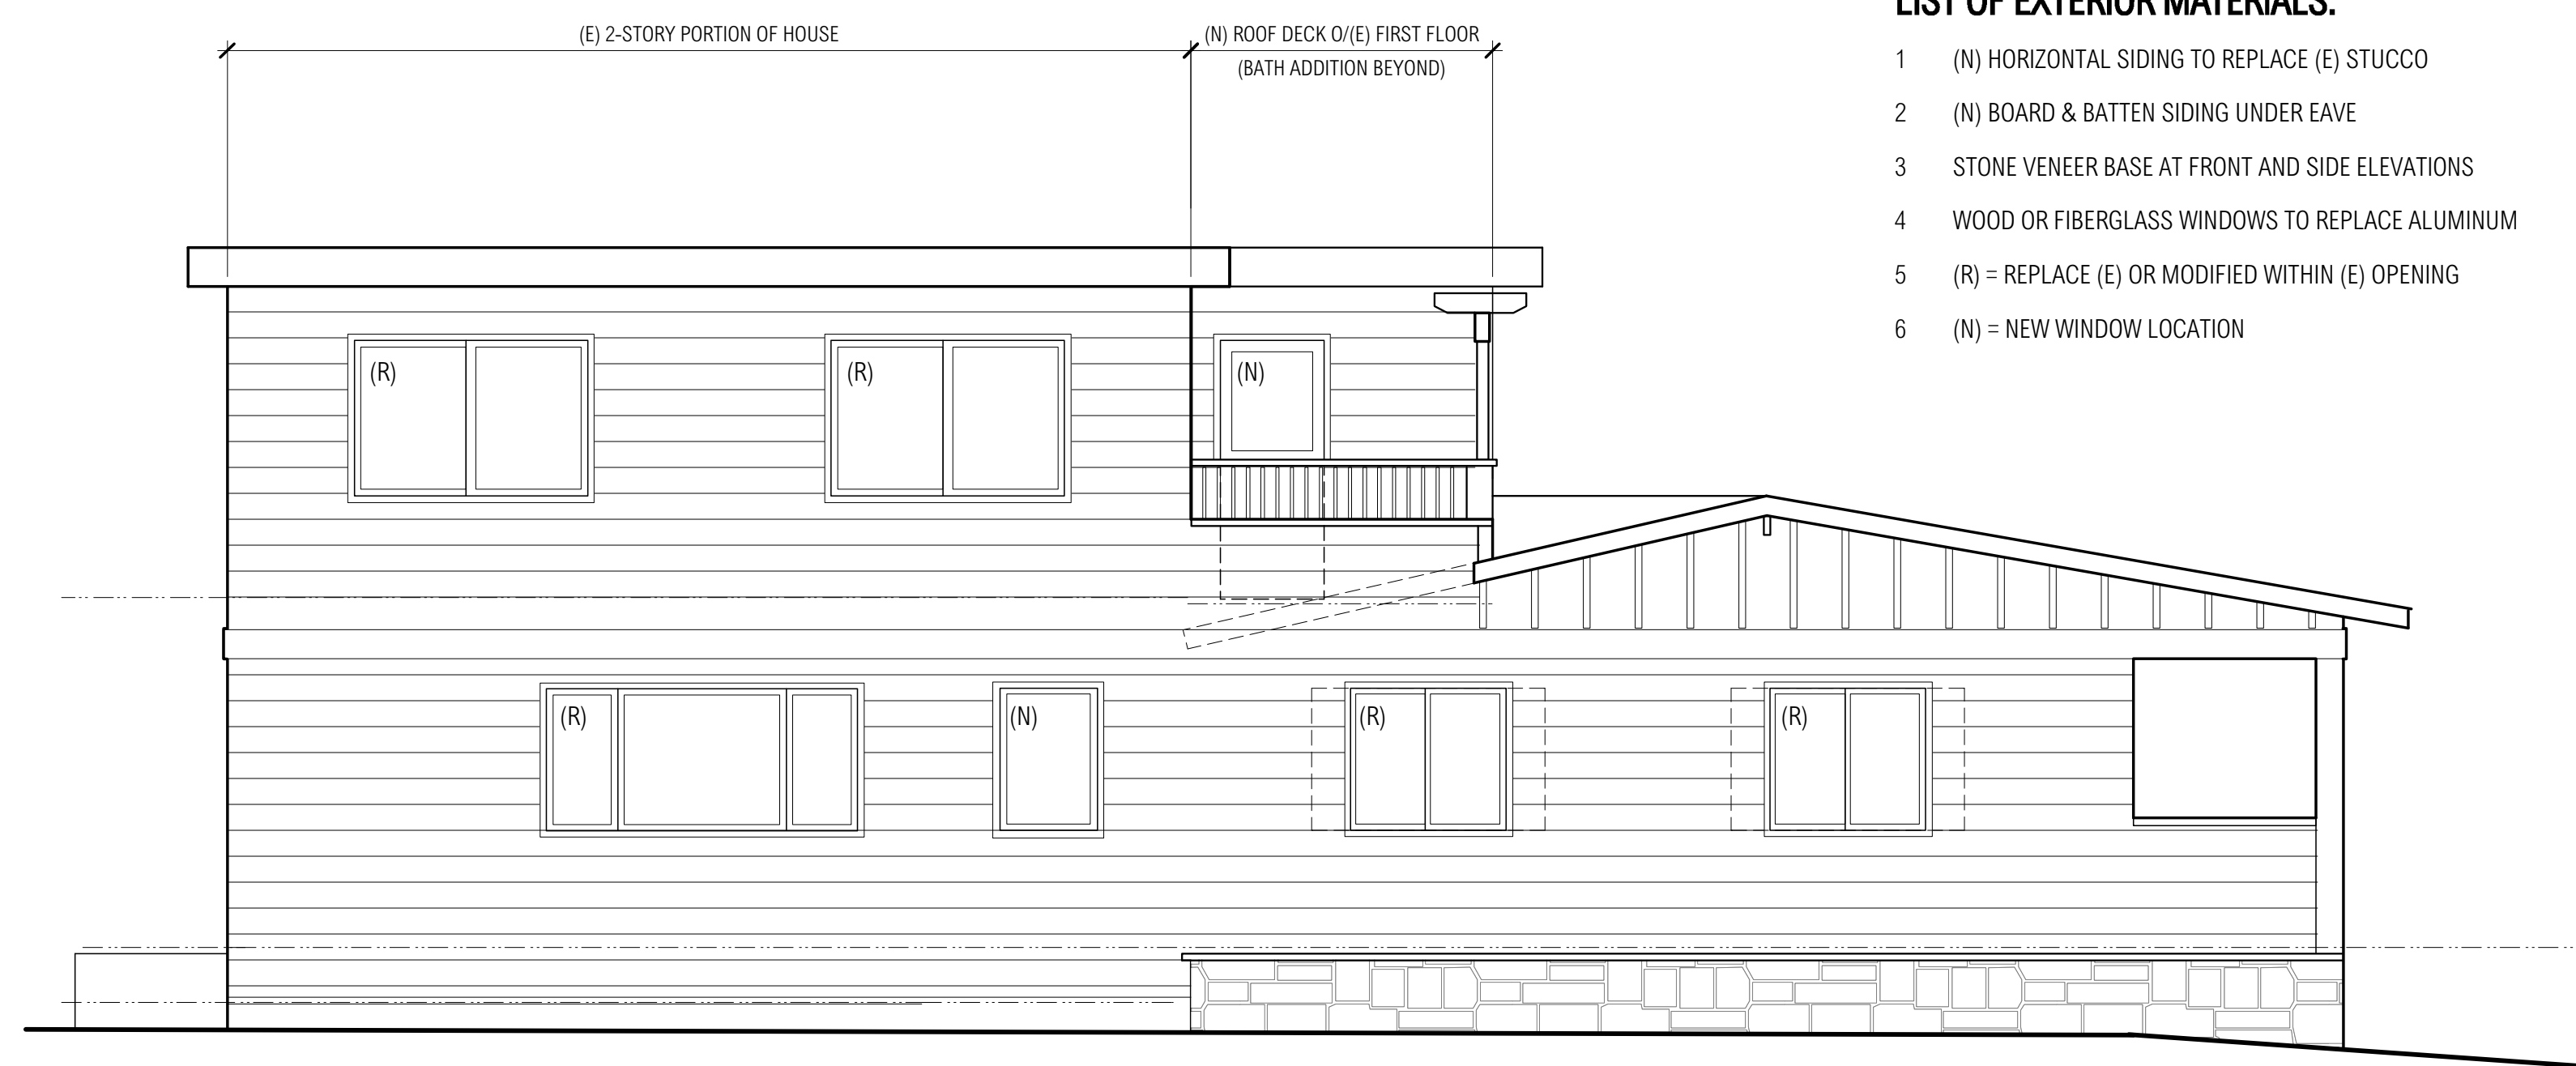 LIST OF EXTERIOR MATERIALS:
(E) 2-STORY PORTION OF HOUSE
(N) ROOF DECK O/(E) FIRST FLOOR
(BATH ADDITION BEYOND)
1 (N) HORIZONTAL SIDING TO REPLACE (E) STUCCO
2 (N) BOARD & BATTEN SIDING UNDER EAVE
3 STONE VENEER BASE AT FRONT AND SIDE ELEVATIONS
4 WOOD OR FIBERGLASS WINDOWS TO REPLACE ALUMINUM
5 (R) = REPLACE (E) OR MODIFIED WITHIN (E) OPENING
6 (N) = NEW WINDOW LOCATION
(R)
(R)
(N)
(R)
(N)
(R)
(R)